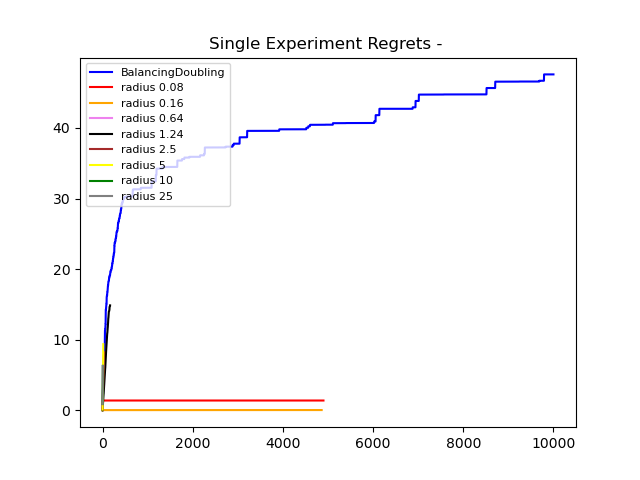 Single Experiment Regrets -
BalancingDoubling
radius 0.08
radius 0.16
radius 0.64
radius 1.24
radius 2.5
radius 5
radius 10
radius 25
40
30
20
10
0
0 2000 4000 6000 8000 10000